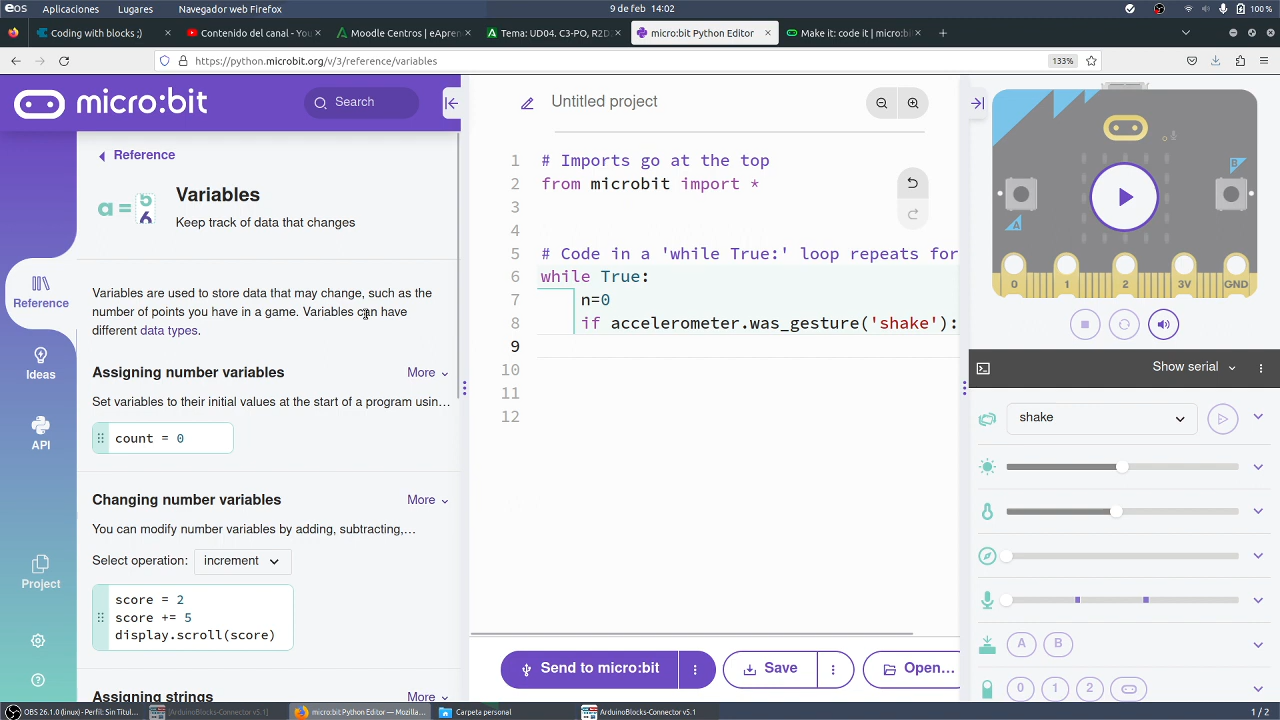 eos Aplicaciones Lugares Navegador web Firefox 9 de feb 14:02 100 %
Coding with blocks :) Contenido del canal - You Moodle Centros | eApren Tema: UD04. C3-PO, R2D micro:bit Python Editor Make it: code it | micro:bi
https://python.microbit.org/v/3/reference/variables 133%
micro:bit
Search
Reference
Variables
Keep track of data that changes
Variables are used to store data that may change, such as the
number of points you have in a game. Variables can have
different data types.
Assigning number variables More
Set variables to their initial values at the start of a program usin...
count = 0
Changing number variables More
You can modify number variables by adding, subtracting,...
Select operation: increment
score = 2
score += 5
display.scroll(score)
Assigning strings More
Reference
Ideas
API
Project
Untitled project
1 # Imports go at the top
2 from microbit import *
3
4
5 # Code in a 'while True:' loop repeats for
6 while True:
7 n=0
8 if accelerometer.was_gesture('shake'):
9
10
11
12
Send to micro:bit Save Open...
A B
0 1 2 3V GND
Show serial
shake
A B
0 1 2
OBS 26.1.0 (linux) - Perfil: Sin Titul... [ArduinoBlocks-Connector v5.1] micro:bit Python Editor — Mozilla... Carpeta personal ArduinoBlocks-Connector v5.1 1 / 2